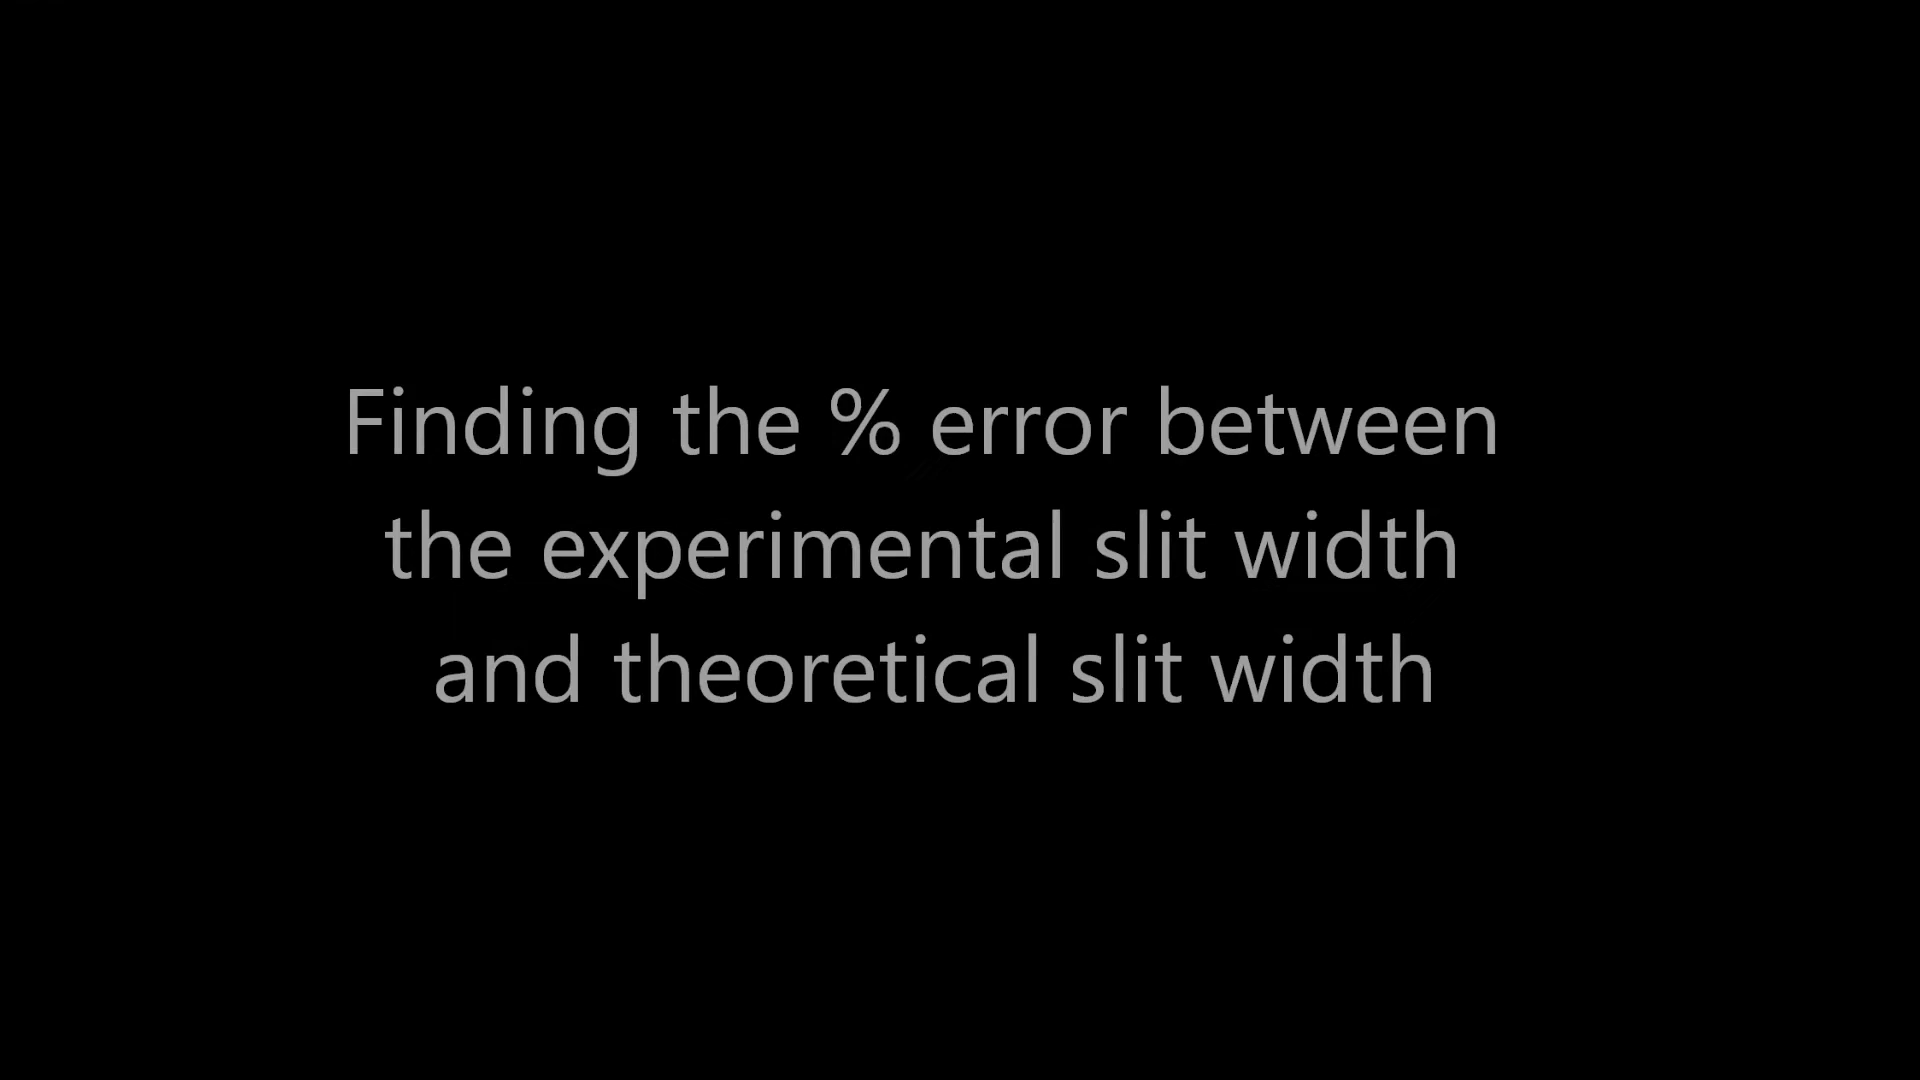 Finding the % error between
the experimental slit width
and theoretical slit width